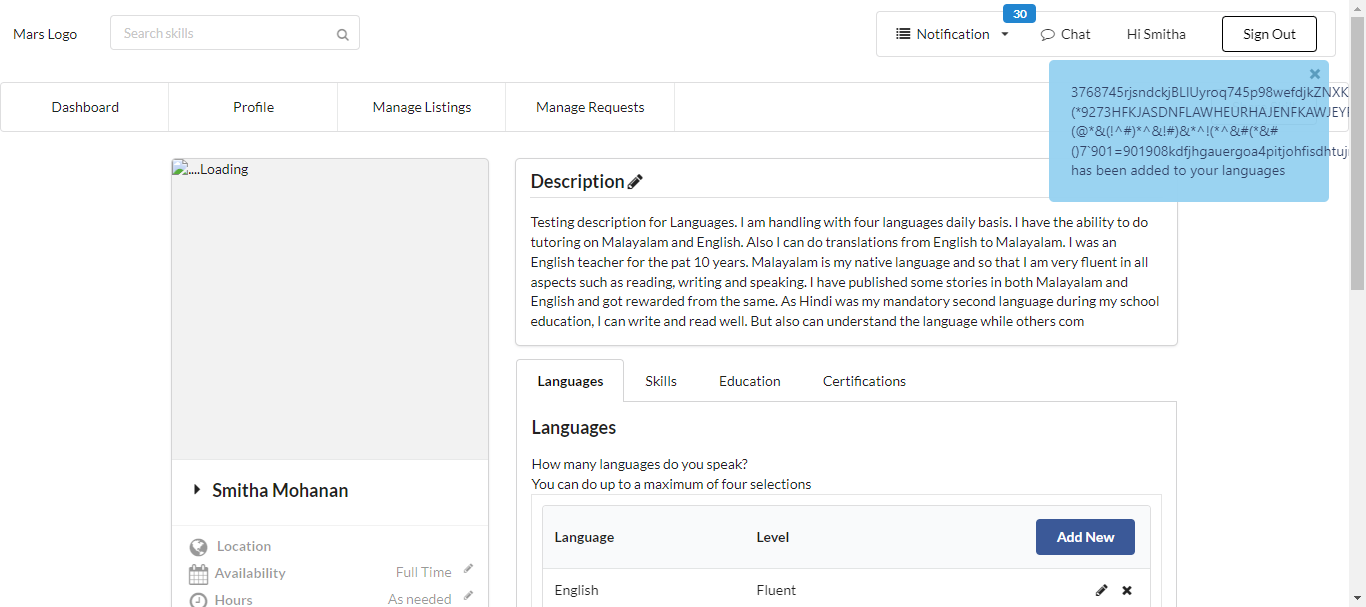 Mars Logo
Search skills
30
Notification
Chat
Hi Smitha
Sign Out
Dashboard
Profile
Manage Listings
Manage Requests
3768745rjsndckjBLIUyroq745p98wefdjkZNXK
(*9273HFKJASDNFLAWHEURHAJENFKAWJEY
(@*&(!^#)*^&!#)&*^!(*^&#(*&#
()7`901=901908kdfjhgauergoa4pitjohfisdhtuj
has been added to your languages
....Loading
Description
Testing description for Languages. I am handling with four languages daily basis. I have the ability to do
tutoring on Malayalam and English. Also I can do translations from English to Malayalam. I was an
English teacher for the pat 10 years. Malayalam is my native language and so that I am very fluent in all
aspects such as reading, writing and speaking. I have published some stories in both Malayalam and
English and got rewarded from the same. As Hindi was my mandatory second language during my school
education, I can write and read well. But also can understand the language while others com
Languages
Skills
Education
Certifications
Languages
How many languages do you speak?
You can do up to a maximum of four selections
Language
Level
Add New
English
Fluent
Smitha Mohanan
Location
Availability
Full Time
Hours
As needed